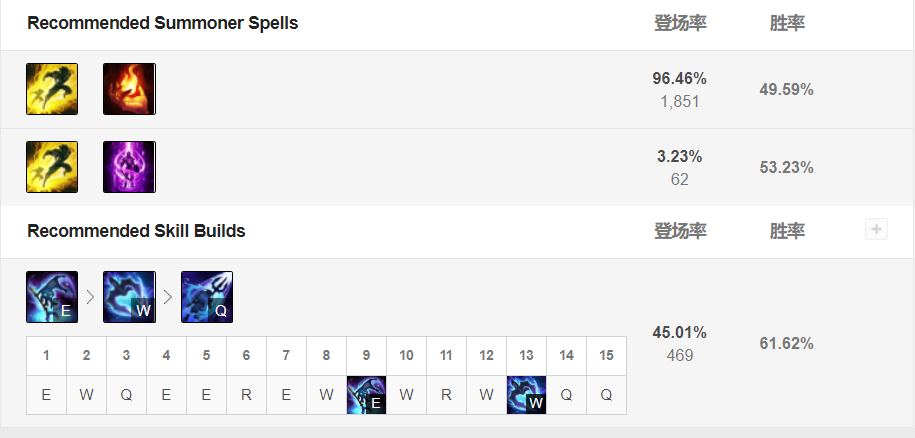 Recommended Summoner Spells 登场率 胜率
96.46%
1,851
49.59%
3.23%
62
53.23%
Recommended Skill Builds 登场率 胜率 +
E > W > Q
45.01%
469
61.62%
1 2 3 4 5 6 7 8 9 10 11 12 13 14 15
E W Q E E R E W E W R W W Q Q